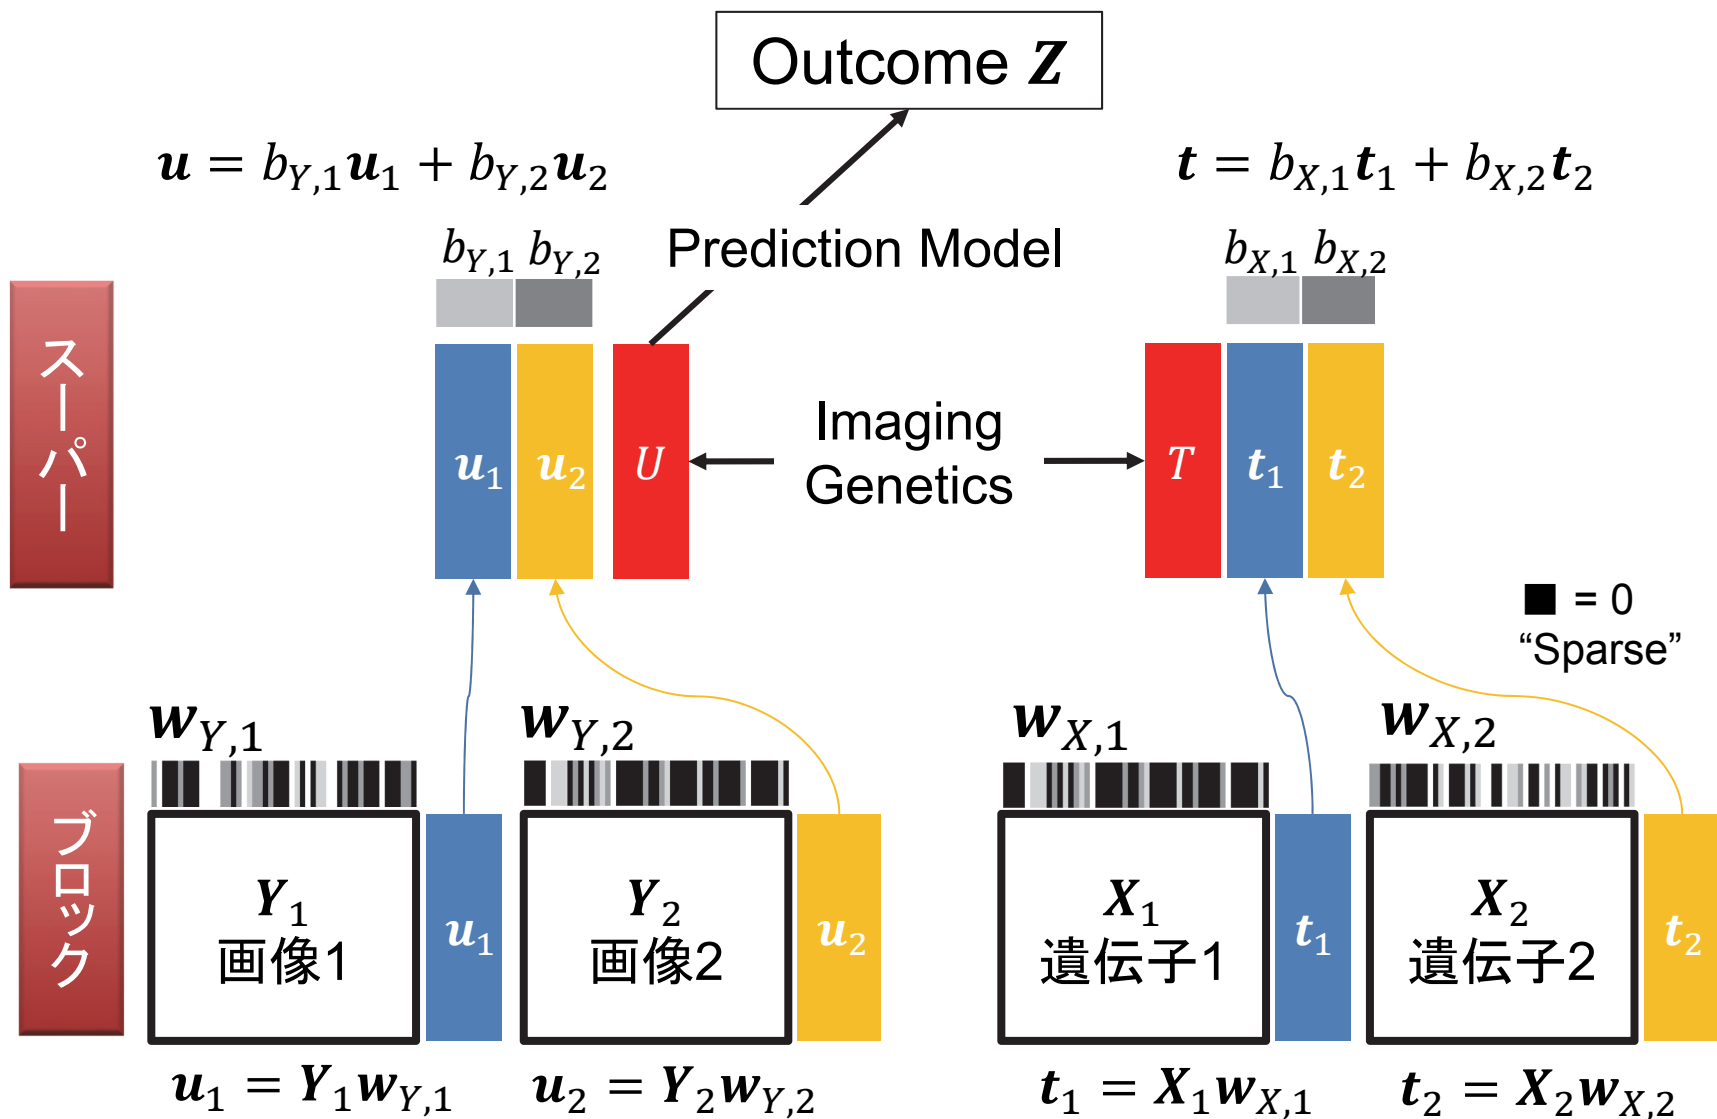 Outcome Z
u = b_{Y,1}u_1 + b_{Y,2}u_2
t = b_{X,1}t_1 + b_{X,2}t_2
b_{Y,1} b_{Y,2}
Prediction Model
b_{X,1} b_{X,2}
スーパー
u_1
u_2
U
Imaging
Genetics
T
t_1
t_2
■ = 0
“Sparse”
w_{Y,1}
w_{Y,2}
w_{X,1}
w_{X,2}
ブロック
Y_1
画像1
u_1
Y_2
画像2
u_2
X_1
遺伝子1
t_1
X_2
遺伝子2
t_2
u_1 = Y_1w_{Y,1}
u_2 = Y_2w_{Y,2}
t_1 = X_1w_{X,1}
t_2 = X_2w_{X,2}